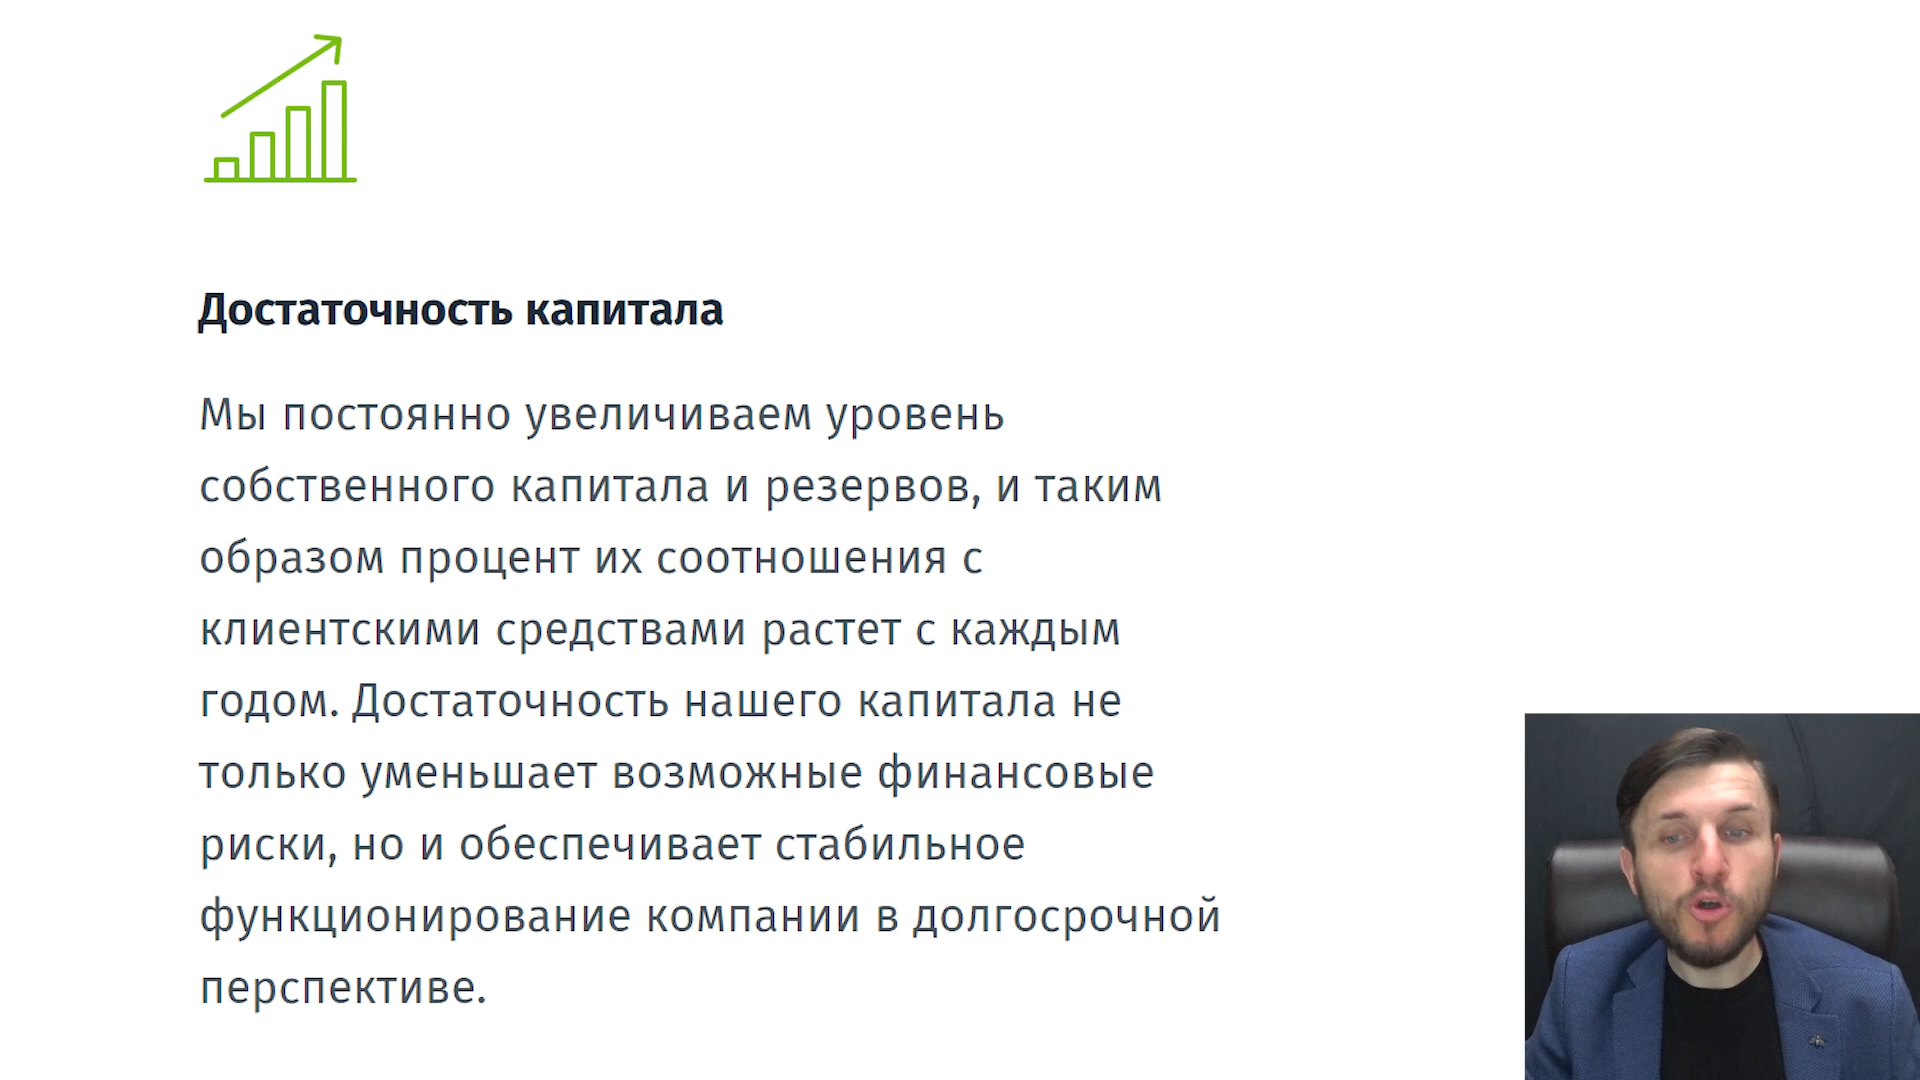 Достаточность капитала
Мы постоянно увеличиваем уровень
собственного капитала и резервов, и таким
образом процент их соотношения с
клиентскими средствами растет с каждым
годом. Достаточность нашего капитала не
только уменьшает возможные финансовые
риски, но и обеспечивает стабильное
функционирование компании в долгосрочной
перспективе.